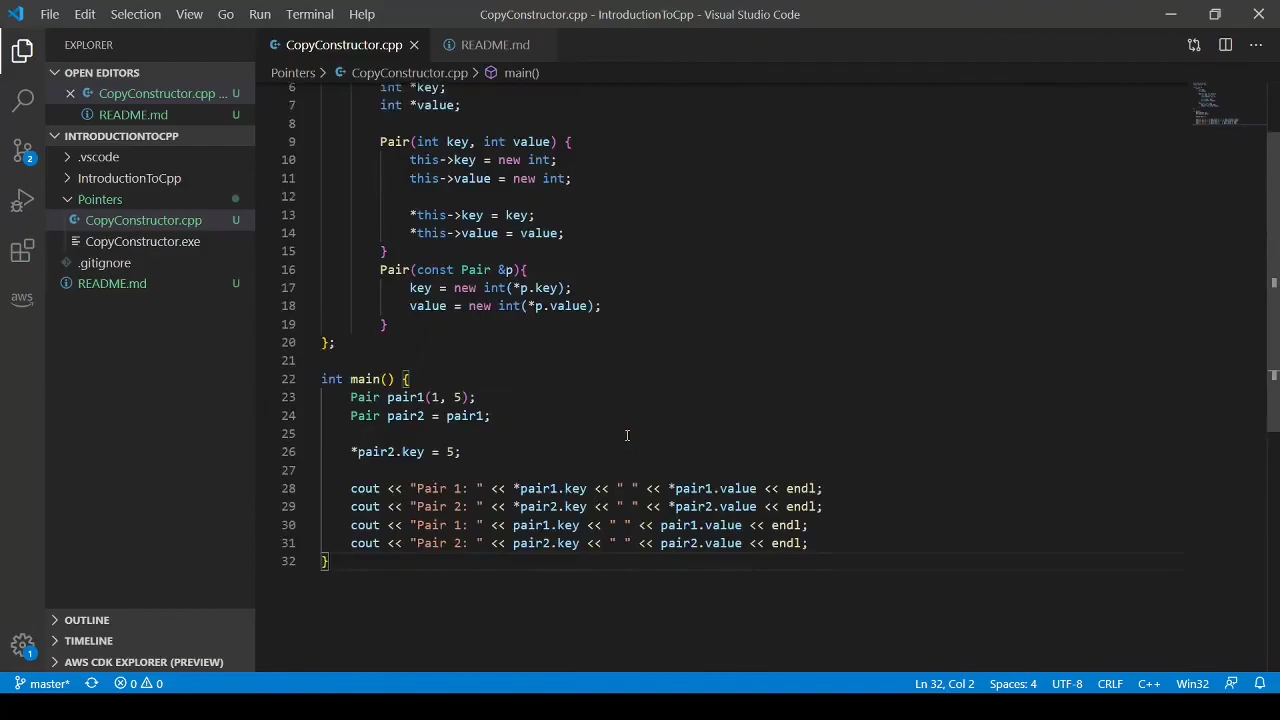 File Edit Selection View Go Run Terminal Help CopyConstructor.cpp - IntroductionToCpp - Visual Studio Code
EXPLORER
OPEN EDITORS
CopyConstructor.cpp ... U
README.md U
INTRODUCTIONTOCPP
.vscode
IntroductionToCpp
Pointers
CopyConstructor.cpp U
CopyConstructor.exe
.gitignore
README.md U
OUTLINE
TIMELINE
AWS CDK EXPLORER (PREVIEW)
2
aws
1
CopyConstructor.cpp README.md
Pointers > CopyConstructor.cpp > main()
6 int *key;
7 int *value;
8
9 Pair(int key, int value) {
10 this->key = new int;
11 this->value = new int;
12
13 *this->key = key;
14 *this->value = value;
15 }
16 Pair(const Pair &p){
17 key = new int(*p.key);
18 value = new int(*p.value);
19 }
20 };
21
22 int main() {
23 Pair pair1(1, 5);
24 Pair pair2 = pair1;
25
26 *pair2.key = 5;
27
28 cout << "Pair 1: " << *pair1.key << " " << *pair1.value << endl;
29 cout << "Pair 2: " << *pair2.key << " " << *pair2.value << endl;
30 cout << "Pair 1: " << pair1.key << " " << pair1.value << endl;
31 cout << "Pair 2: " << pair2.key << " " << pair2.value << endl;
32 }
master* 0 0 Ln 32, Col 2 Spaces: 4 UTF-8 CRLF C++ Win32